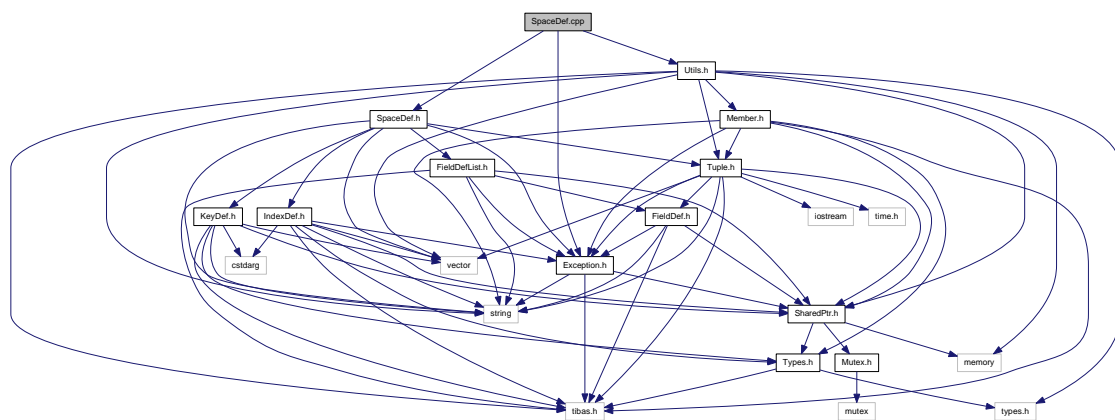 SpaceDef.cpp
Utils.h
SpaceDef.h
Member.h
FieldDefList.h
Tuple.h
KeyDef.h
IndexDef.h
FieldDef.h
iostream
time.h
cstdarg
vector
Exception.h
string
SharedPtr.h
Types.h
Mutex.h
memory
tibas.h
mutex
types.h